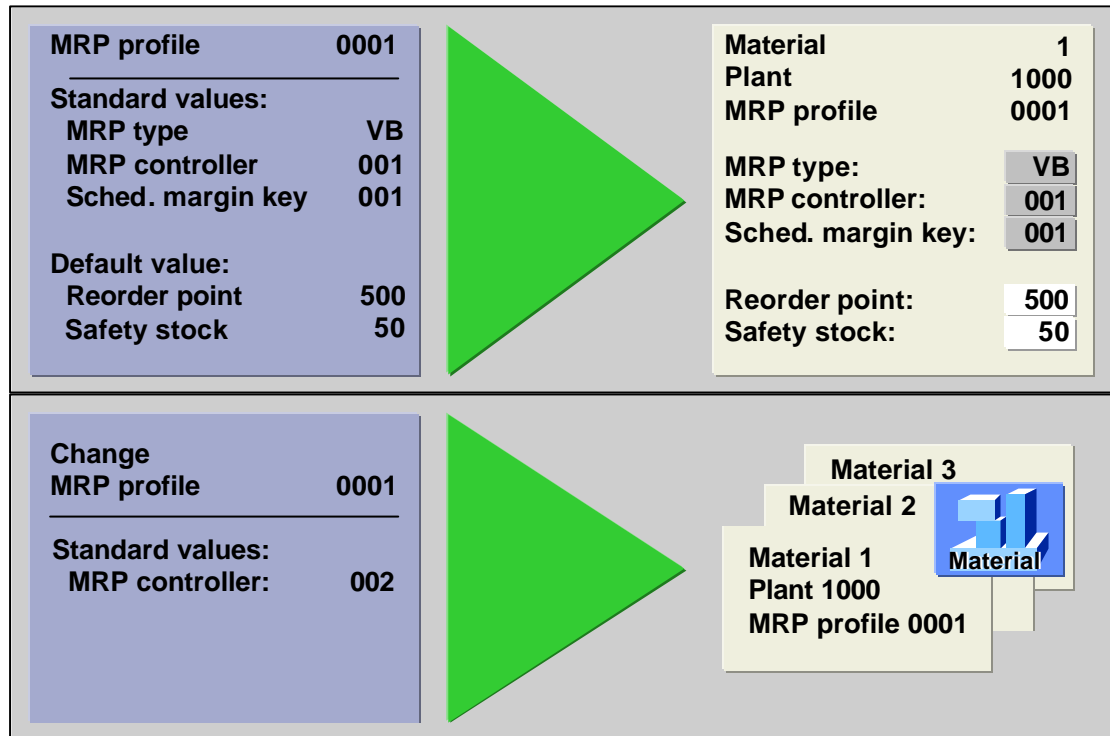 MRP profile 0001
Standard values:
MRP type VB
MRP controller 001
Sched. margin key 001
Default value:
Reorder point 500
Safety stock 50
Material 1
Plant 1000
MRP profile 0001
MRP type: VB
MRP controller: 001
Sched. margin key: 001
Reorder point: 500
Safety stock: 50
Change
MRP profile 0001
Standard values:
MRP controller: 002
Material 3
Material 2
Material 1
Plant 1000
MRP profile 0001
Material